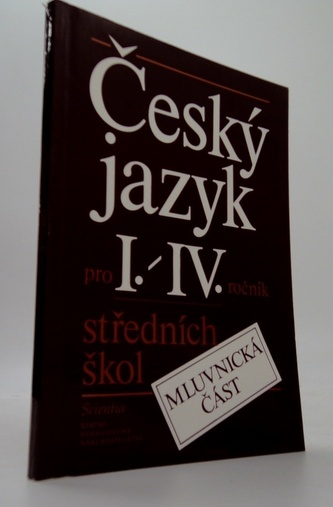 Český
jazyk
pro I.-IV. ročník
středních
škol
MLUVNICKÁ
ČÁST
Scientia